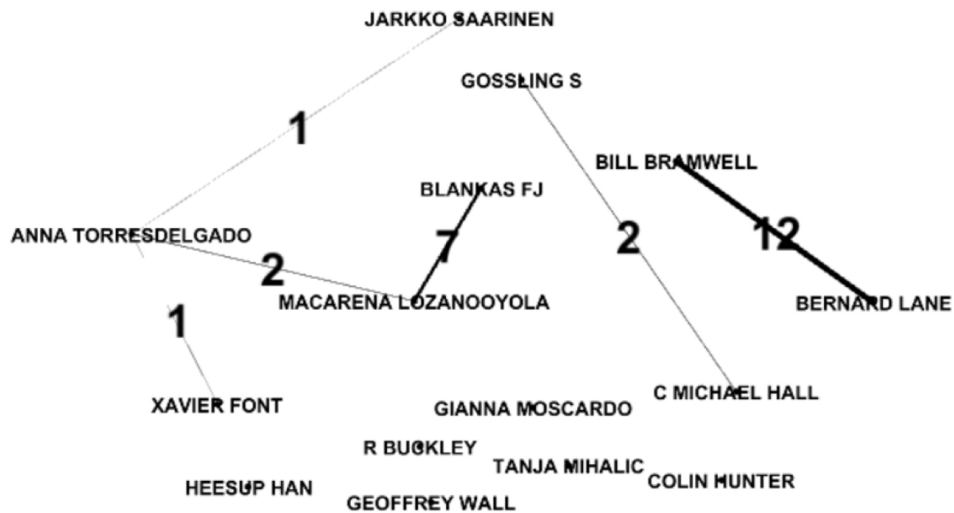 JARKKO SAARINEN
GOSSLING S
1
BILL BRAMWELL
BLANKAS FJ
ANNA TORRESDELGADO
7
2
12
2
MACARENA LOZANOOYOLA
BERNARD LANE
1
C MICHAEL HALL
XAVIER FONT
GIANNA MOSCARDO
R BUCKLEY
TANJA MIHALIC
COLIN HUNTER
HEESUP HAN
GEOFFREY WALL